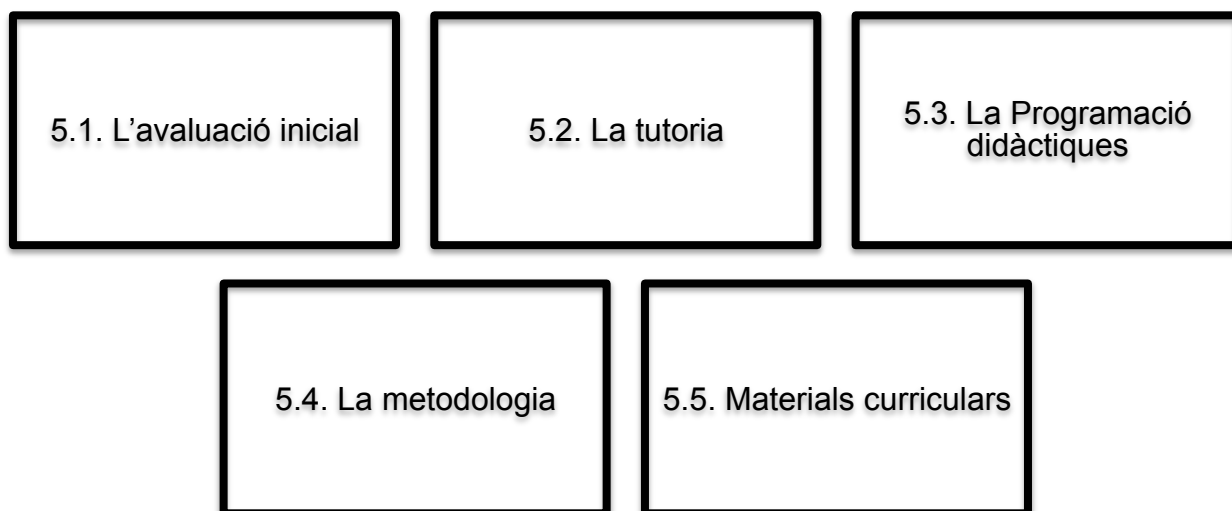 5.1. L’avaluació inicial
5.2. La tutoria
5.3. La Programació
didàctiques
5.4. La metodologia
5.5. Materials curriculars